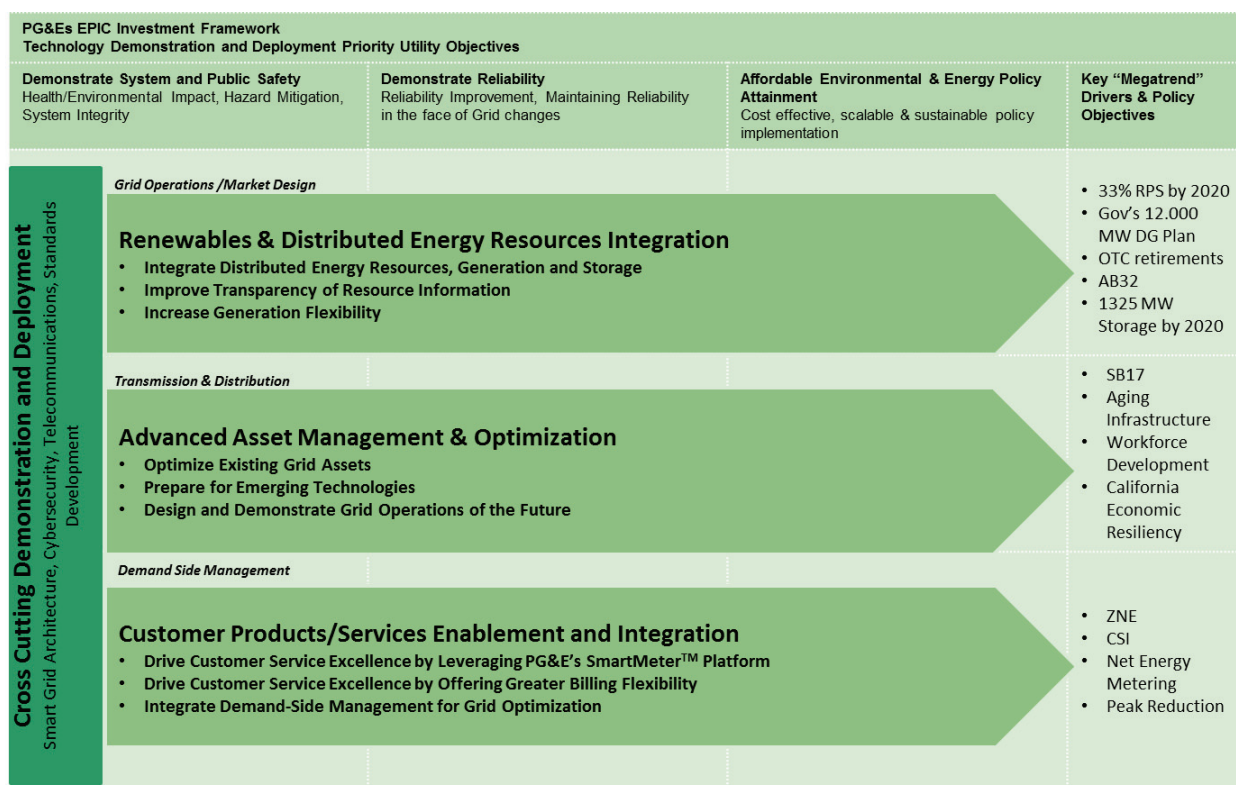 PG&Es EPIC Investment Framework
Technology Demonstration and Deployment Priority Utility Objectives
Demonstrate System and Public Safety
Health/Environmental Impact, Hazard Mitigation,
System Integrity
Demonstrate Reliability
Reliability Improvement, Maintaining Reliability
in the face of Grid changes
Affordable Environmental & Energy Policy
Attainment
Cost effective, scalable & sustainable policy
implementation
Key “Megatrend”
Drivers & Policy
Objectives
Cross Cutting Demonstration and Deployment
Smart Grid Architecture, Cybersecurity, Telecommunications, Standards
Development
Grid Operations /Market Design
Renewables & Distributed Energy Resources Integration
• Integrate Distributed Energy Resources, Generation and Storage
• Improve Transparency of Resource Information
• Increase Generation Flexibility
• 33% RPS by 2020
• Gov’s 12.000
MW DG Plan
• OTC retirements
• AB32
• 1325 MW
Storage by 2020
Transmission & Distribution
Advanced Asset Management & Optimization
• Optimize Existing Grid Assets
• Prepare for Emerging Technologies
• Design and Demonstrate Grid Operations of the Future
• SB17
• Aging
Infrastructure
• Workforce
Development
• California
Economic
Resiliency
Demand Side Management
Customer Products/Services Enablement and Integration
• Drive Customer Service Excellence by Leveraging PG&E’s SmartMeter™ Platform
• Drive Customer Service Excellence by Offering Greater Billing Flexibility
• Integrate Demand-Side Management for Grid Optimization
• ZNE
• CSI
• Net Energy
Metering
• Peak Reduction